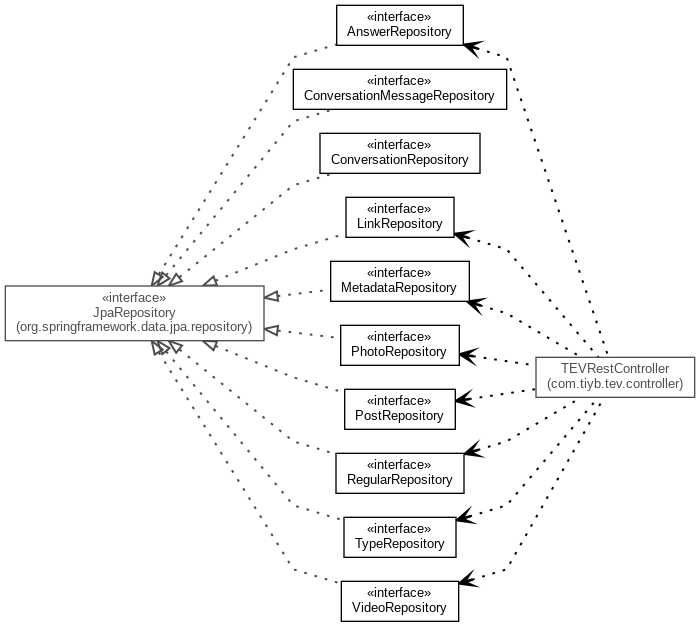 «interface»
AnswerRepository
«interface»
ConversationMessageRepository
«interface»
ConversationRepository
«interface»
LinkRepository
«interface»
MetadataRepository
«interface»
JpaRepository
(org.springframework.data.jpa.repository)
«interface»
PhotoRepository
TEVRestController
(com.tiyb.tev.controller)
«interface»
PostRepository
«interface»
RegularRepository
«interface»
TypeRepository
«interface»
VideoRepository